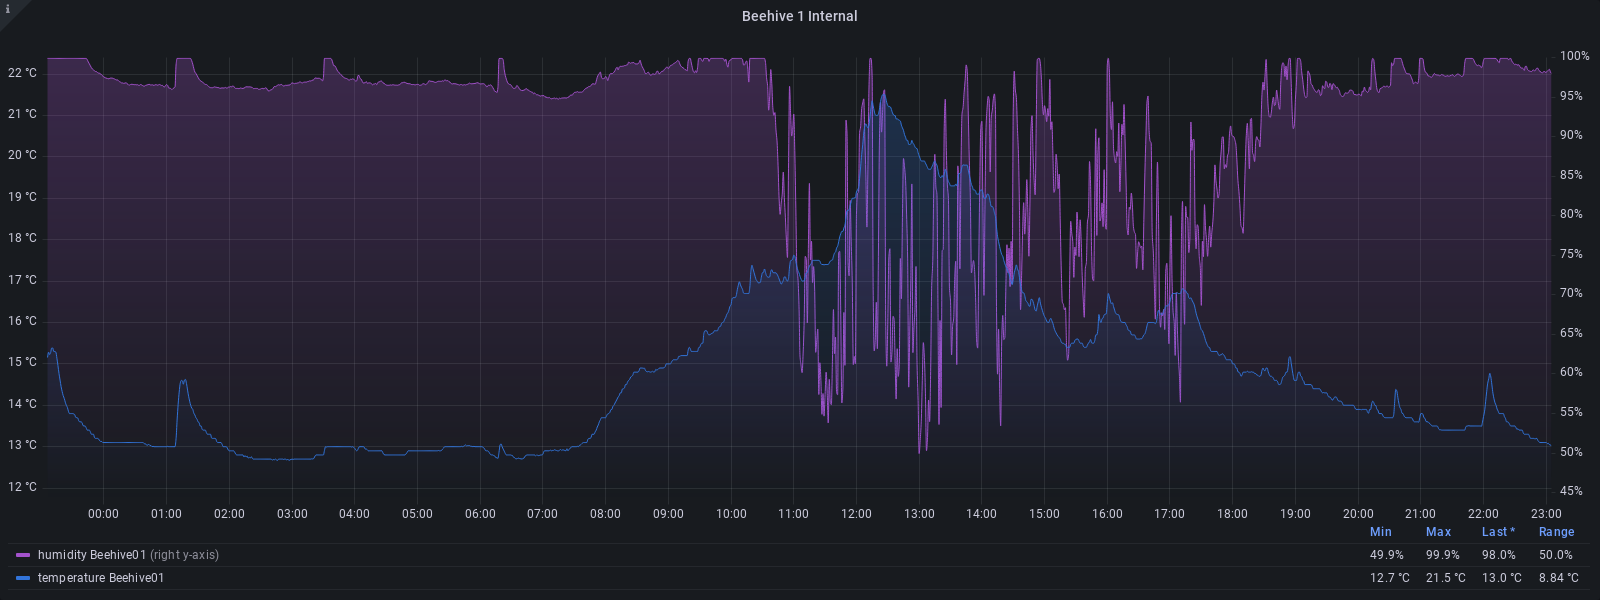 i
Beehive 1 Internal
22 °C
21 °C
20 °C
19 °C
18 °C
17 °C
16 °C
15 °C
14 °C
13 °C
12 °C
100%
95%
90%
85%
80%
75%
70%
65%
60%
55%
50%
45%
00:00 01:00 02:00 03:00 04:00 05:00 06:00 07:00 08:00 09:00 10:00 11:00 12:00 13:00 14:00 15:00 16:00 17:00 18:00 19:00 20:00 21:00 22:00 23:00
Min Max Last * Range
humidity Beehive01 (right y-axis) 49.9% 99.9% 98.0% 50.0%
temperature Beehive01 12.7 °C 21.5 °C 13.0 °C 8.84 °C